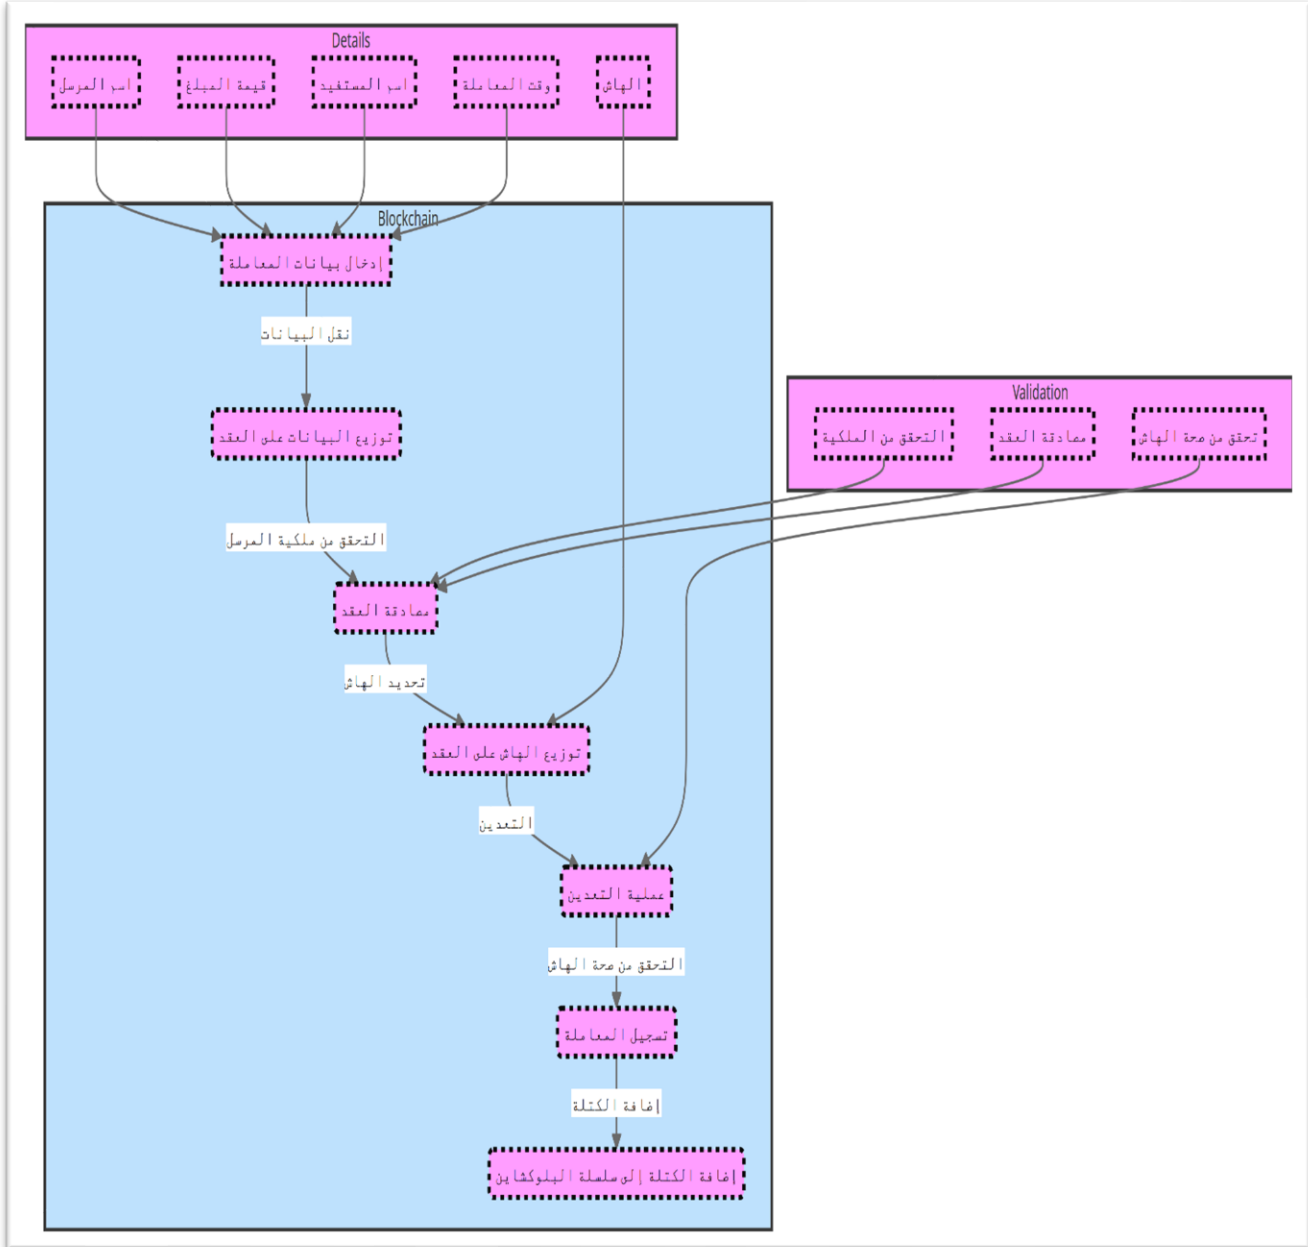 Details
اسم المرسل
قيمة المبلغ
اسم المستفيد
وقت المعاملة
الهاش
Blockchain
إدخال بيانات المعاملة
نقل البيانات
توزيع البيانات على العقد
Validation
التحقق من الملكية
مصادقة العقد
تحقق من صحة الهاش
التحقق من ملكية المرسل
مصادقة العقد
تحديد الهاش
توزيع الهاش على العقد
التعدين
عملية التعدين
التحقق من صحة الهاش
تسجيل المعاملة
إضافة الكتلة
إضافة الكتلة إلى سلسلة البلوكشاين